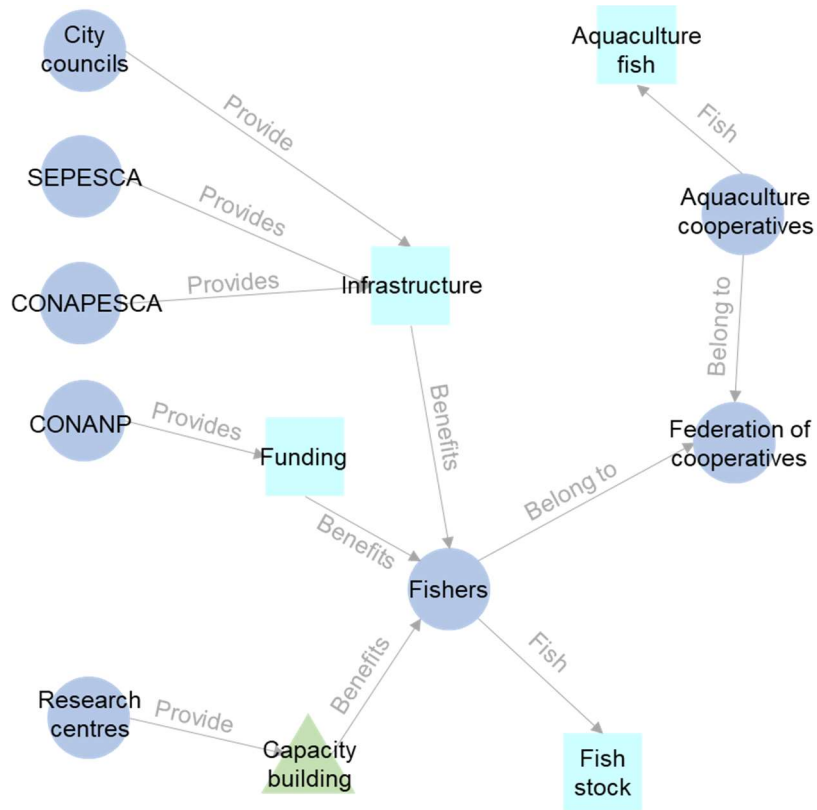 City
councils
Aquaculture
fish
Provide
Fish
SEPESCA
Provides
Aquaculture
cooperatives
CONAPESCA
Provides
Infrastructure
Belong to
CONANP
Provides
Funding
Benefits
Federation of
cooperatives
Benefits
Belong to
Fishers
Research
centres
Provide
Capacity
building
Benefits
Fish
Fish
stock